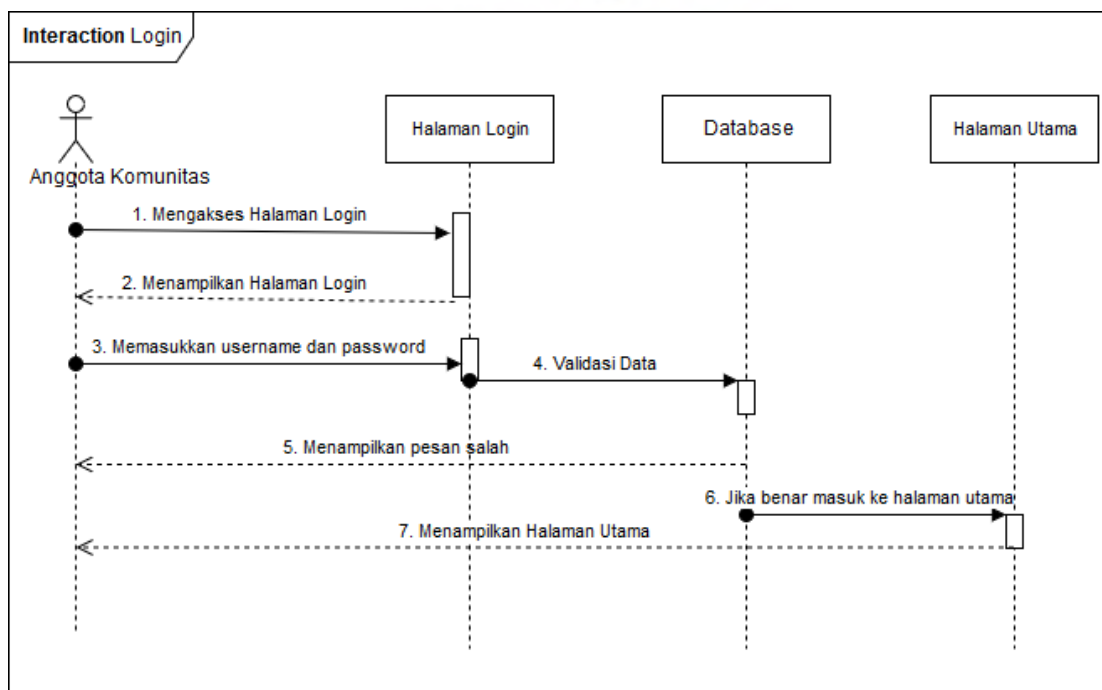 Interaction Login
Halaman Login
Database
Halaman Utama
Anggota Komunitas
1. Mengakses Halaman Login
2. Menampilkan Halaman Login
3. Memasukkan username dan password
4. Validasi Data
5. Menampilkan pesan salah
6. Jika benar masuk ke halaman utama
7. Menampilkan Halaman Utama